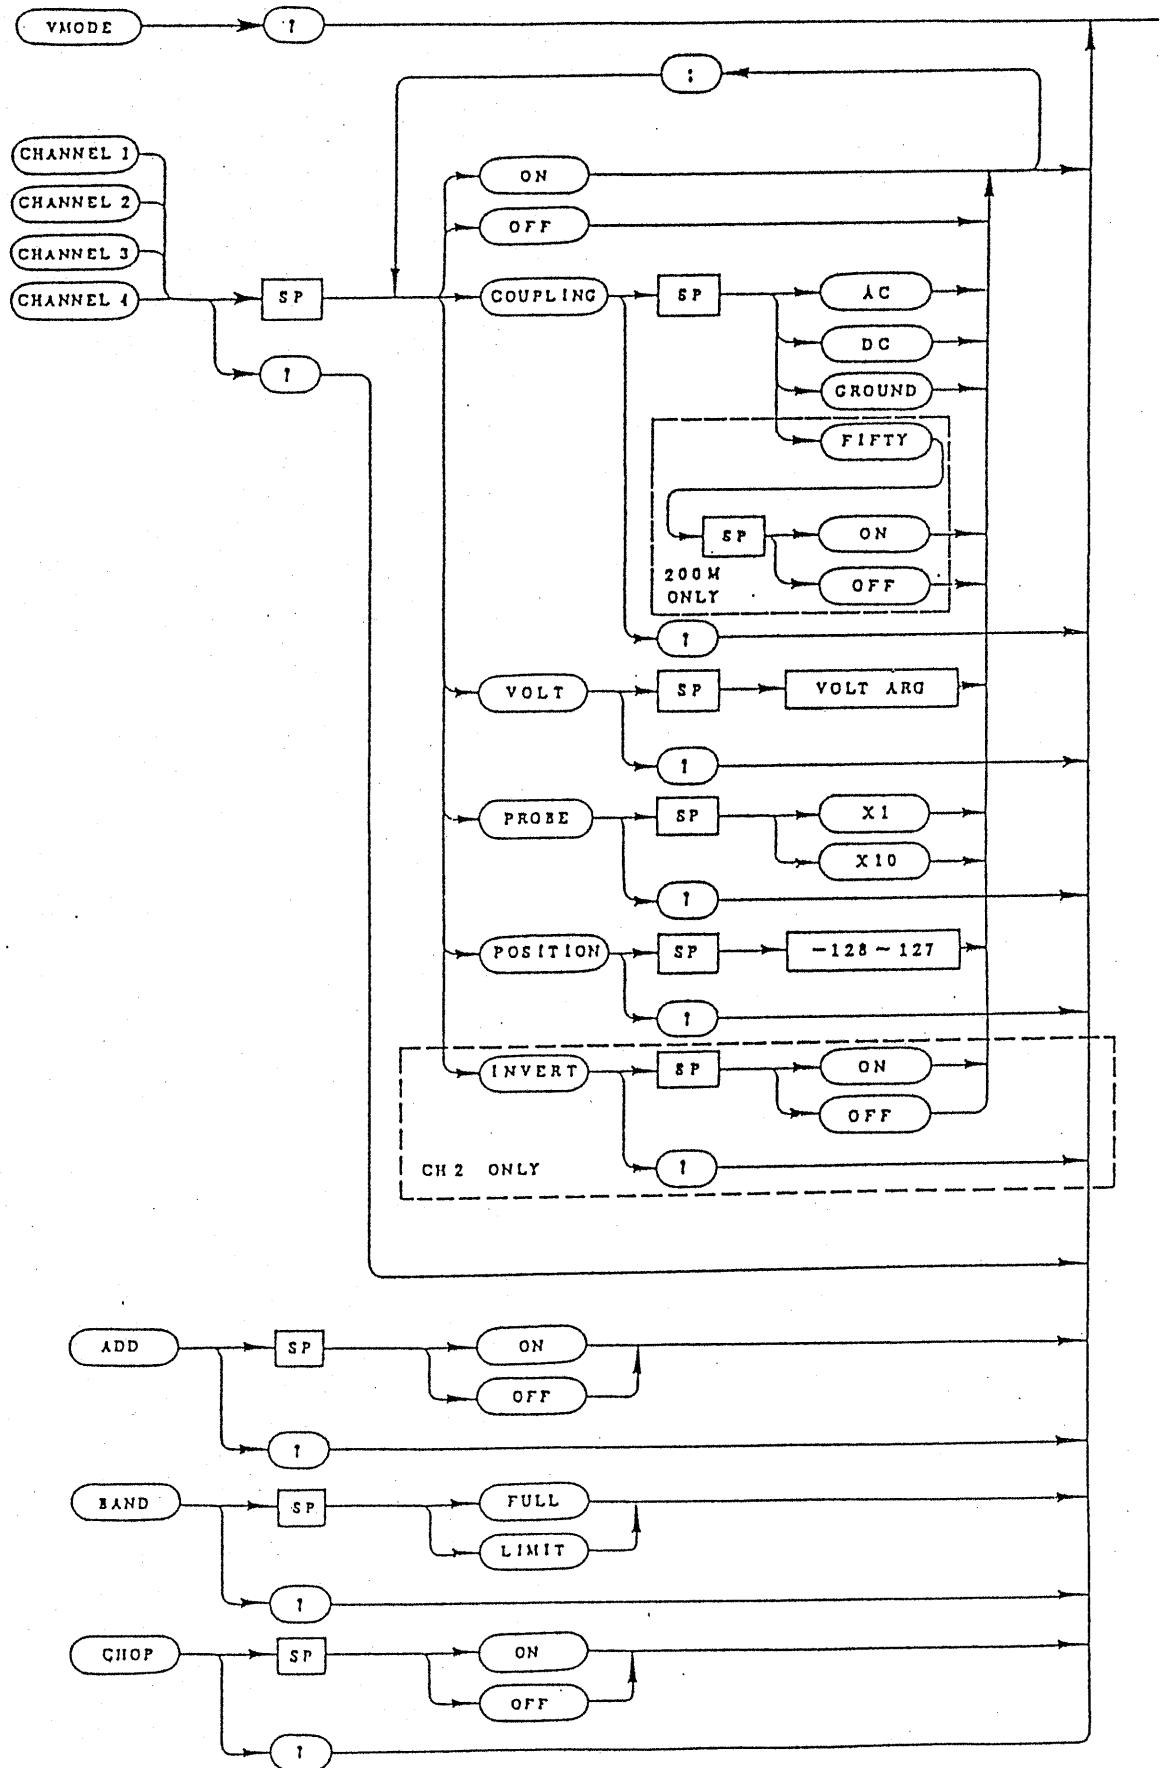 VMODE ?
:
CHANNEL 1
ON
CHANNEL 2
OFF
CHANNEL 3
CHANNEL 4 SP COUPLING SP AC
DC
?
GROUND
FIFTY
SP ON
200M
ONLY
OFF
?
VOLT SP VOLT ARG
?
PROBE SP X1
X10
?
POSITION SP -128 ~ 127
?
INVERT SP ON
OFF
CH2 ONLY
?
ADD SP ON
OFF
?
BAND SP FULL
LIMIT
?
CHOP SP ON
OFF
?